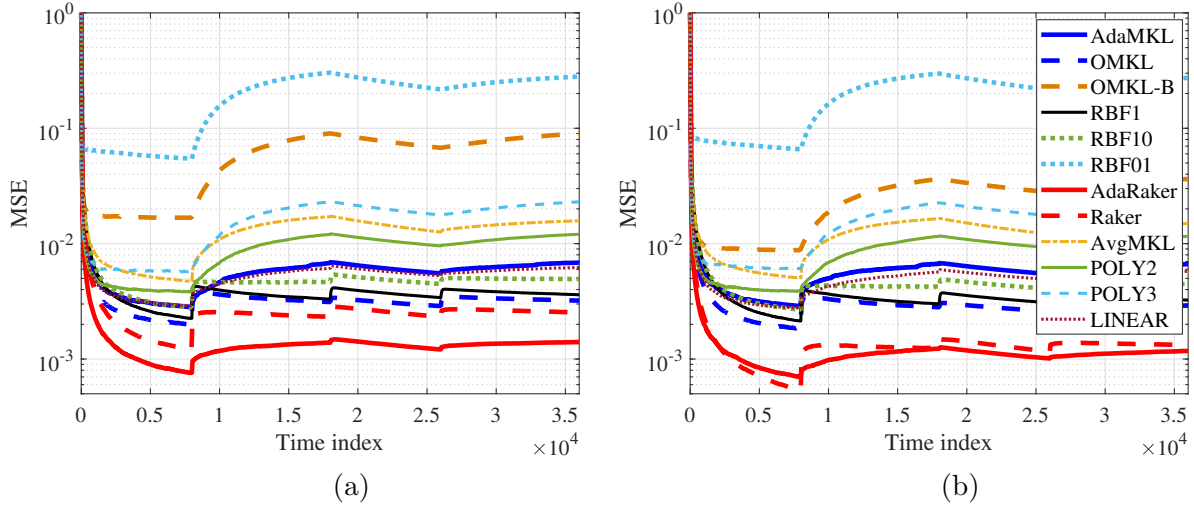 10^0
10^-1
10^-2
10^-3
MSE
0 0.5 1 1.5 2 2.5 3 3.5
Time index
×10^4
(a)
10^0
10^-1
10^-2
10^-3
MSE
0 0.5 1 1.5 2 2.5 3 3.5
Time index
×10^4
(b)
AdaMKL
OMKL
OMKL-B
RBF1
RBF10
RBF01
AdaRaker
Raker
AvgMKL
POLY2
POLY3
LINEAR